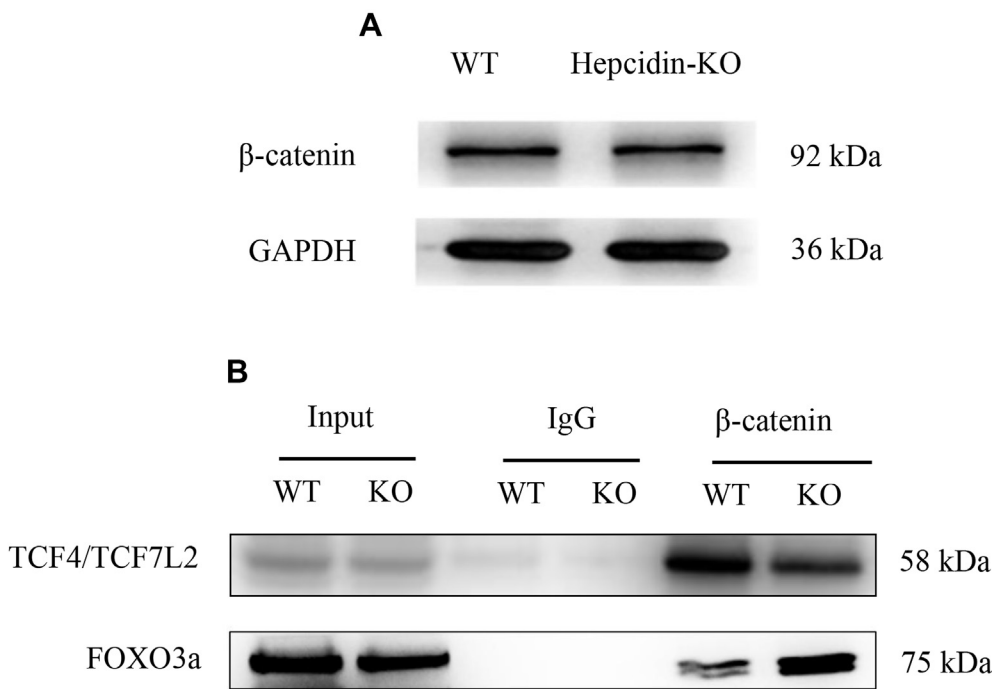 A
WT Hepcidin-KO
β-catenin 92 kDa
GAPDH 36 kDa
B
Input IgG β-catenin
WT KO WT KO WT KO
TCF4/TCF7L2 58 kDa
FOXO3a 75 kDa